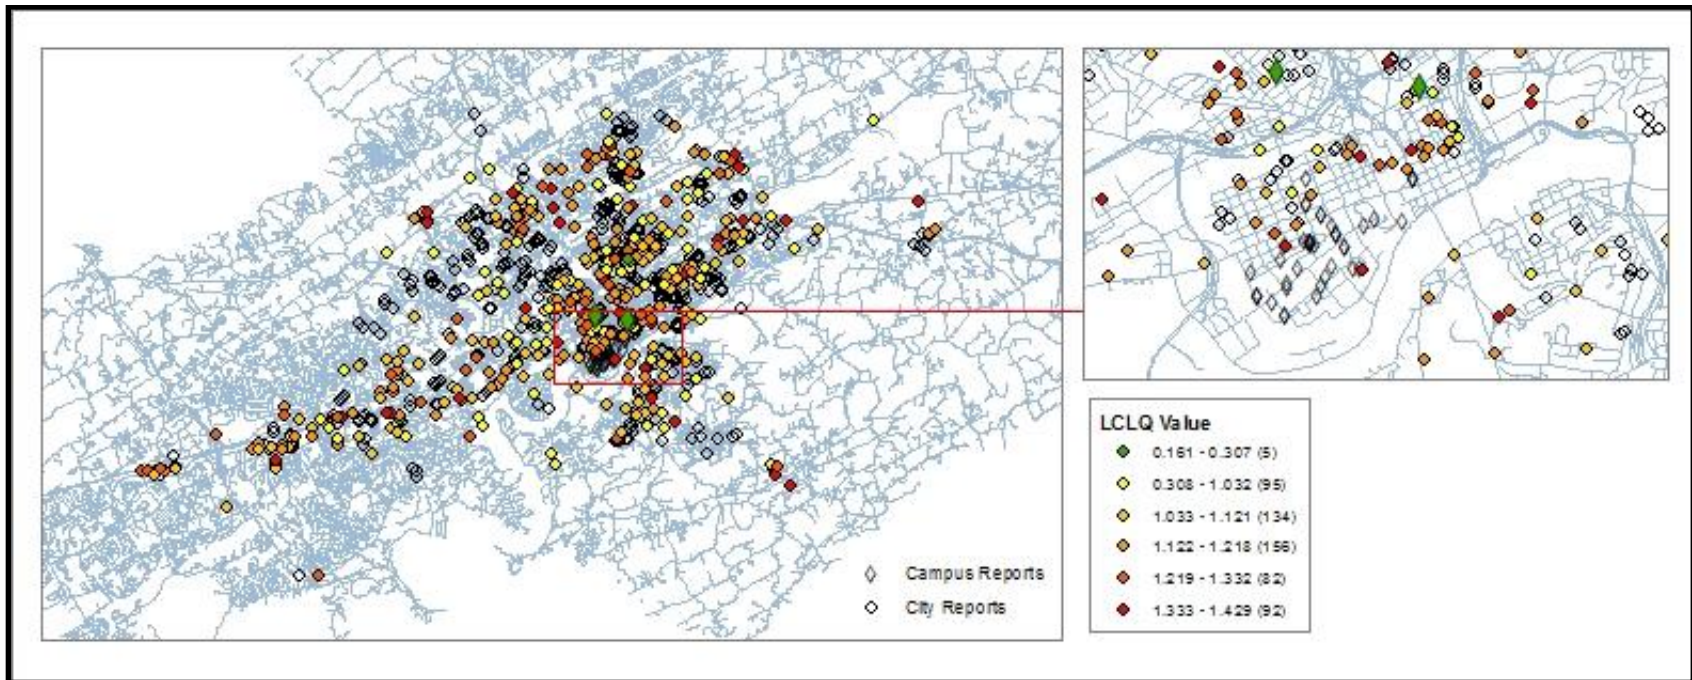 Campus Reports
City Reports
LCLQ Value
0.161 - 0.307 (5)
0.308 - 1.032 (95)
1.033 - 1.121 (134)
1.122 - 1.218 (156)
1.219 - 1.332 (82)
1.333 - 1.429 (92)